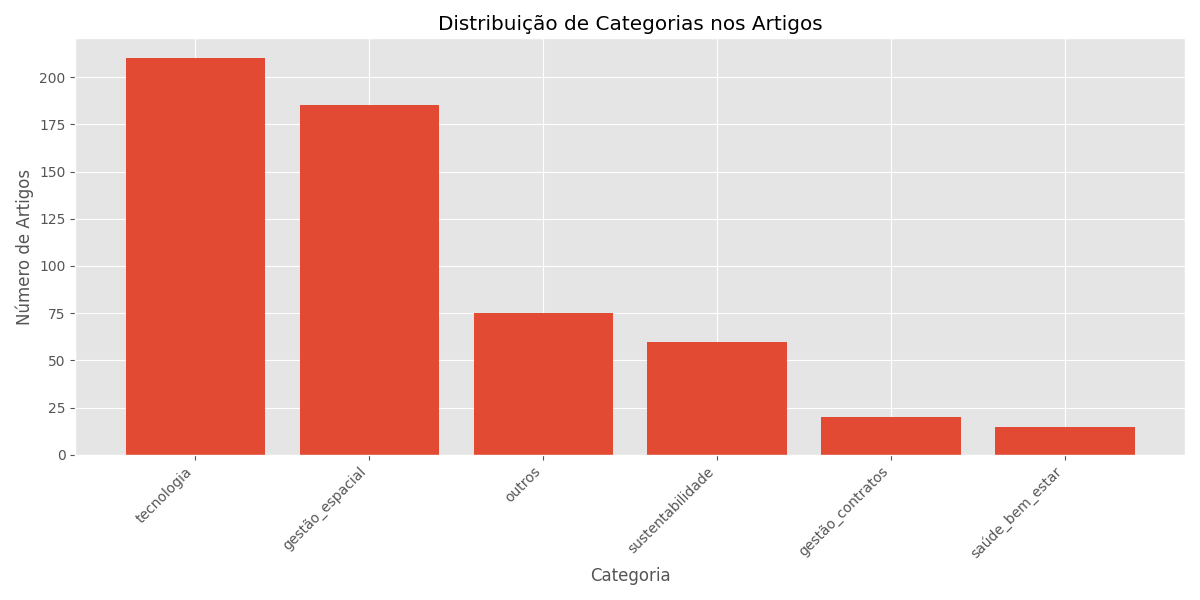 Distribuição de Categorias nos Artigos
Número de Artigos
200
175
150
125
100
75
50
25
0
tecnologia
gestão_espacial
outros
sustentabilidade
gestão_contratos
saúde_bem_estar
Categoria